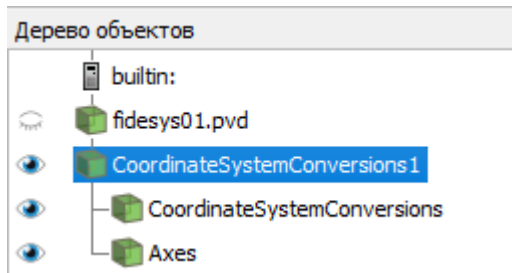 Дерево объектов
builtin:
fidesys01.pvd
CoordinateSystemConversions1
CoordinateSystemConversions
Axes